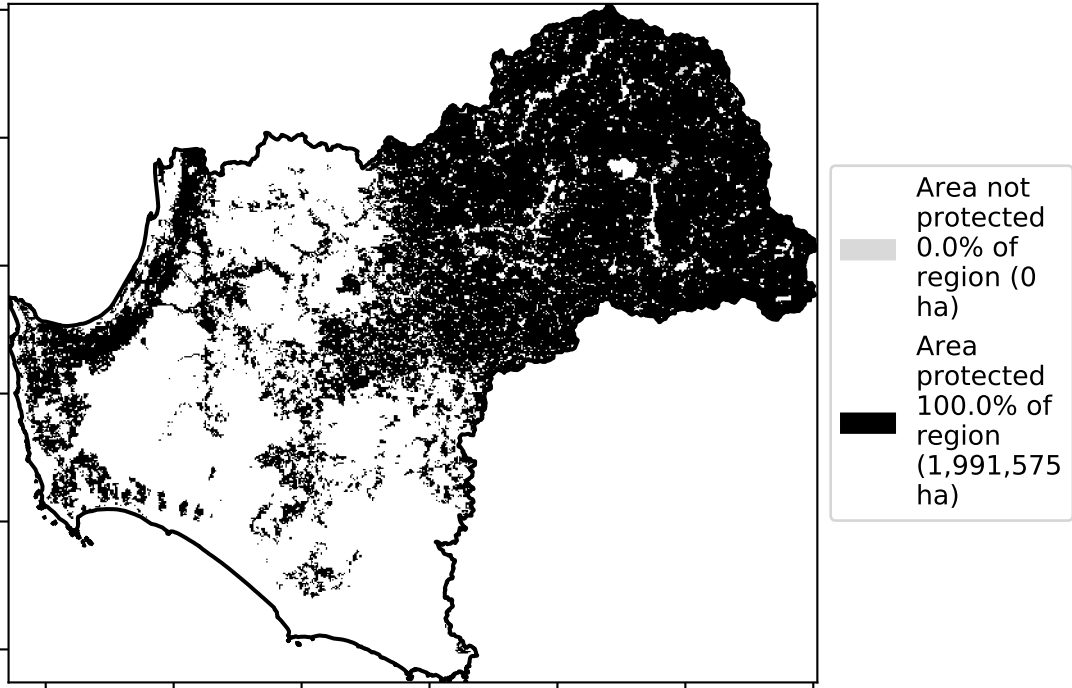 Area not
protected
0.0% of
region (0
ha)
Area
protected
100.0% of
region
(1,991,575
ha)